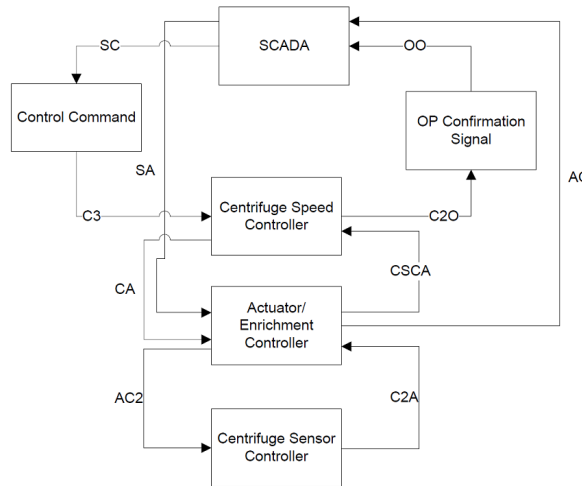 SC
SCADA
OO
Control Command
OP Confirmation
Signal
SA
AC
C3
Centrifuge Speed
Controller
C2O
CA
CSCA
Actuator/
Enrichment
Controller
AC2
C2A
Centrifuge Sensor
Controller